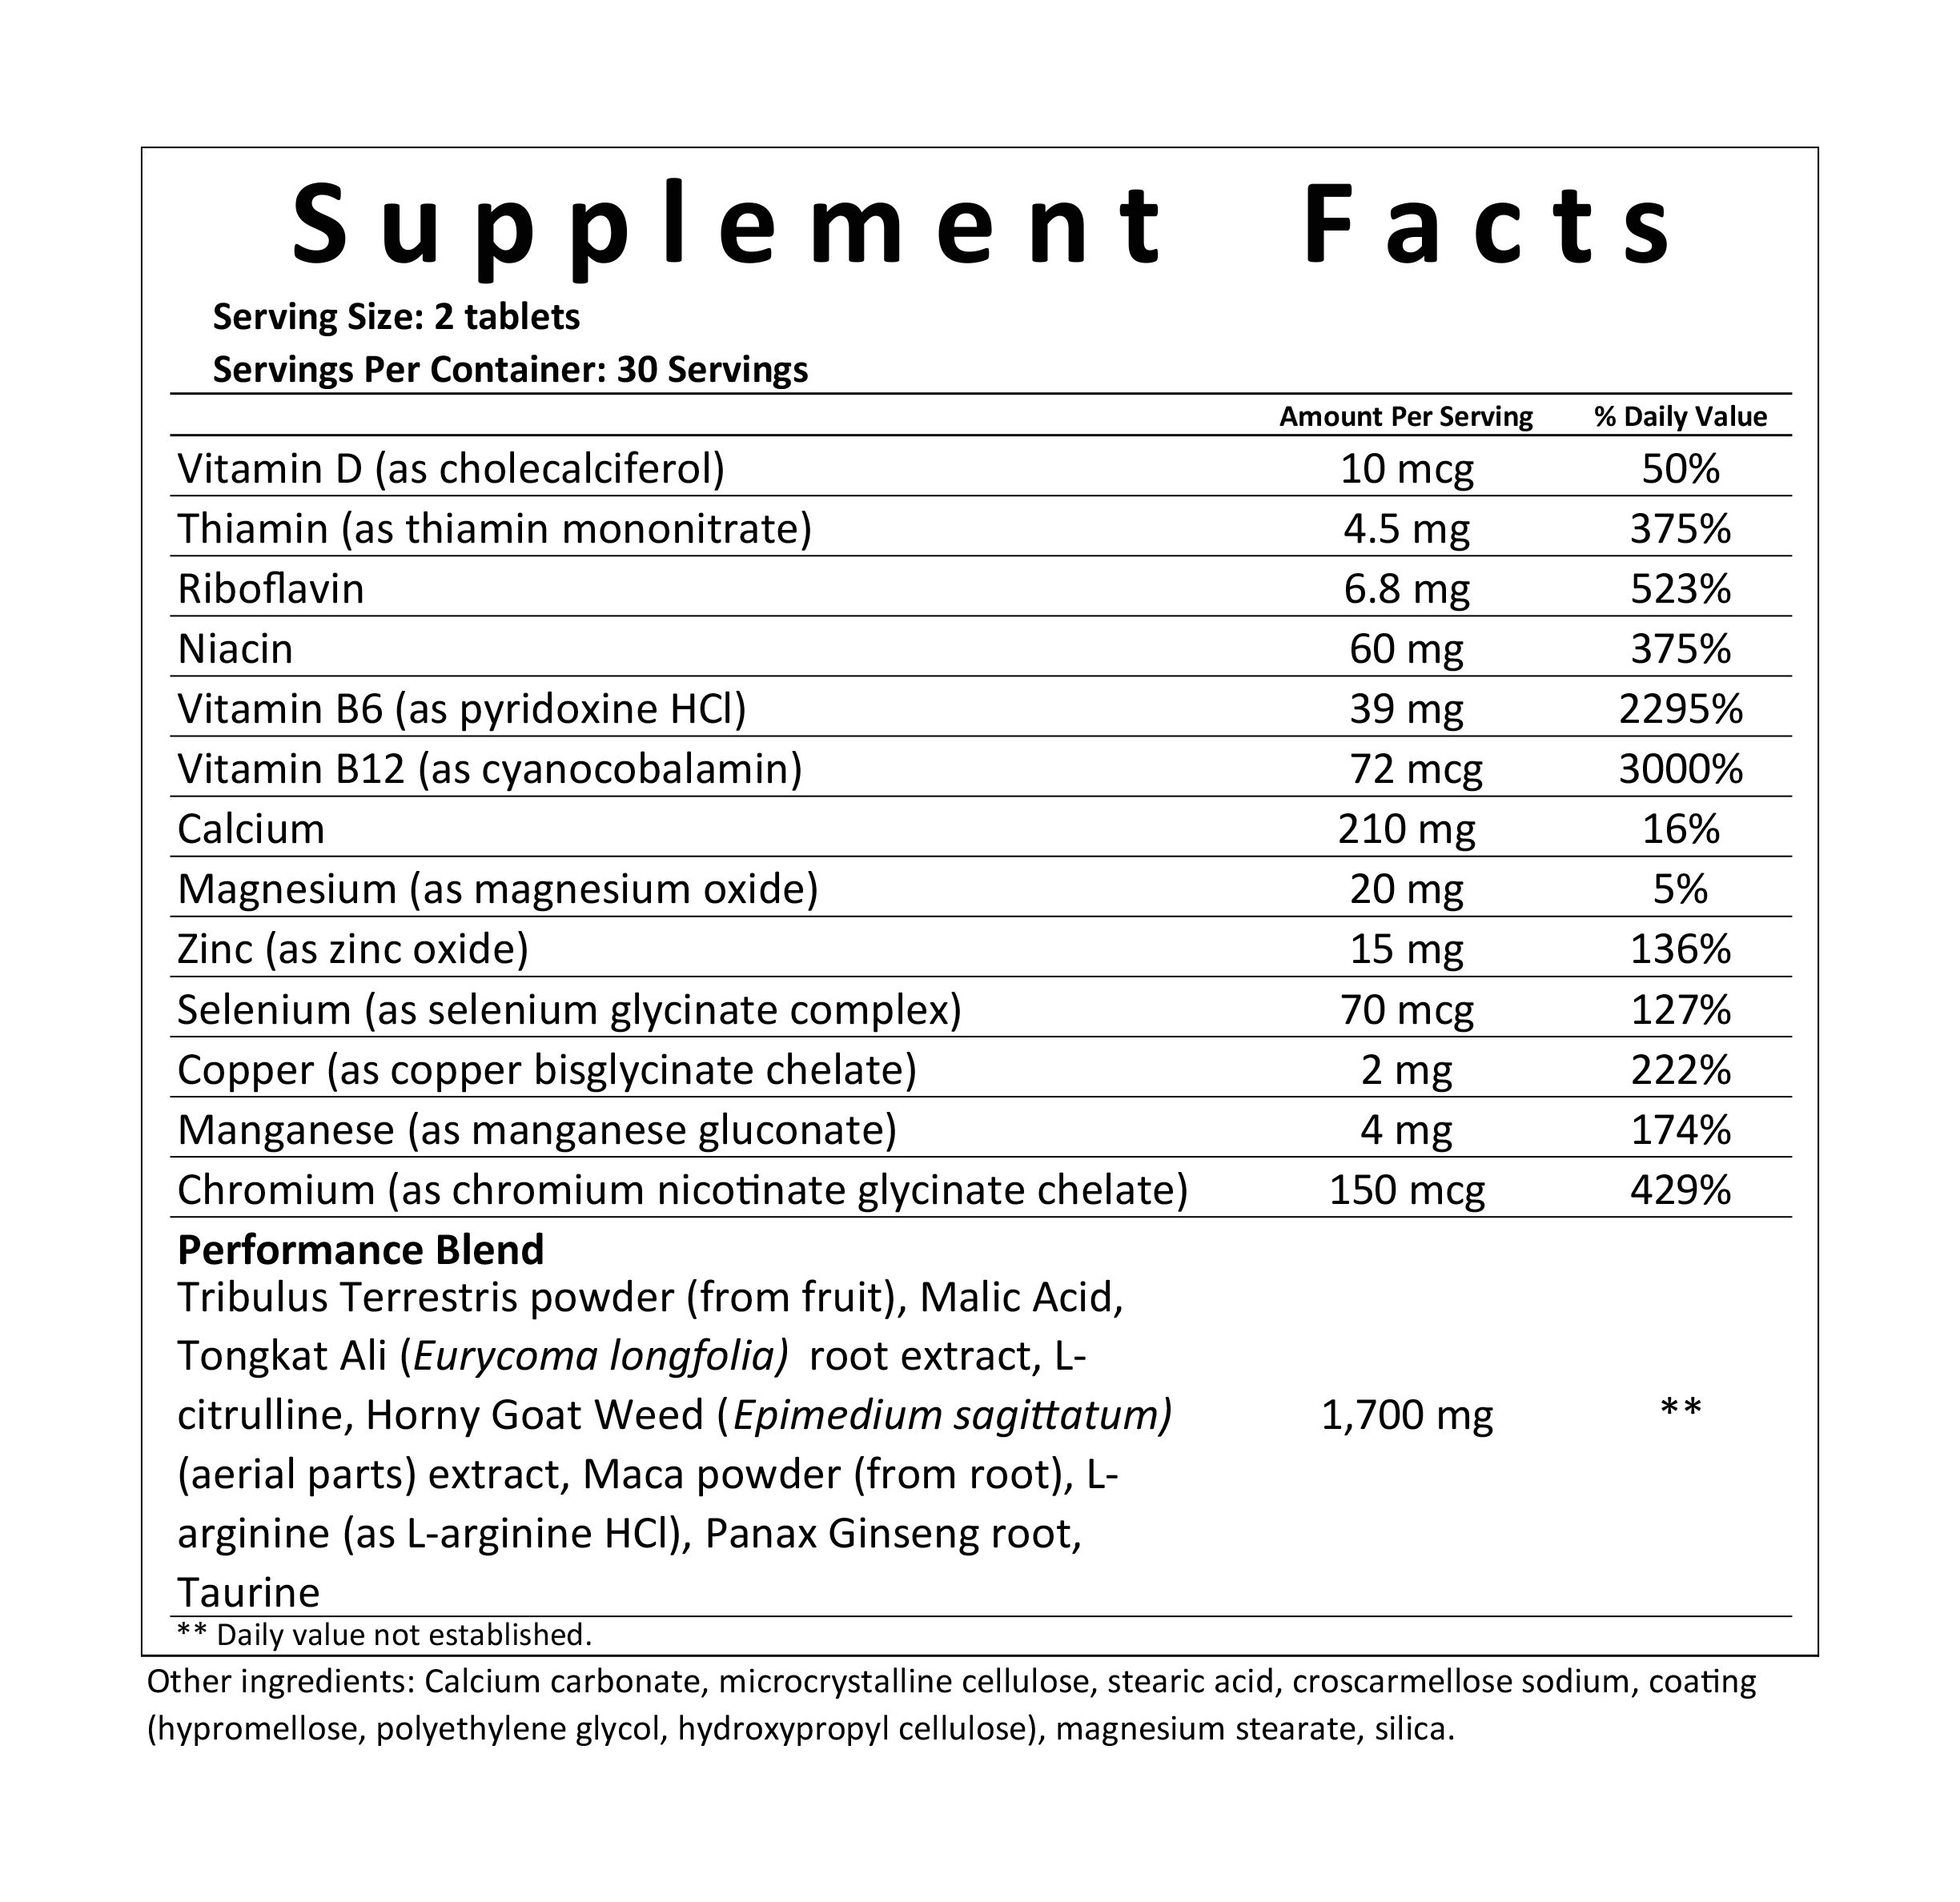 Supplement Facts
Serving Size: 2 tablets
Servings Per Container: 30 Servings
Amount Per Serving % Daily Value
Vitamin D (as cholecalciferol) 10 mcg 50%
Thiamin (as thiamin mononitrate) 4.5 mg 375%
Riboflavin 6.8 mg 523%
Niacin 60 mg 375%
Vitamin B6 (as pyridoxine HCl) 39 mg 2295%
Vitamin B12 (as cyanocobalamin) 72 mcg 3000%
Calcium 210 mg 16%
Magnesium (as magnesium oxide) 20 mg 5%
Zinc (as zinc oxide) 15 mg 136%
Selenium (as selenium glycinate complex) 70 mcg 127%
Copper (as copper bisglycinate chelate) 2 mg 222%
Manganese (as manganese gluconate) 4 mg 174%
Chromium (as chromium nicotinate glycinate chelate) 150 mcg 429%
Performance Blend
Tribulus Terrestris powder (from fruit), Malic Acid,
Tongkat Ali (Eurycoma longfolia) root extract, L-
citrulline, Horny Goat Weed (Epimedium sagittatum) 1,700 mg **
(aerial parts) extract, Maca powder (from root), L-
arginine (as L-arginine HCl), Panax Ginseng root,
Taurine
** Daily value not established.
Other ingredients: Calcium carbonate, microcrystalline cellulose, stearic acid, croscarmellose sodium, coating
(hypromellose, polyethylene glycol, hydroxypropyl cellulose), magnesium stearate, silica.